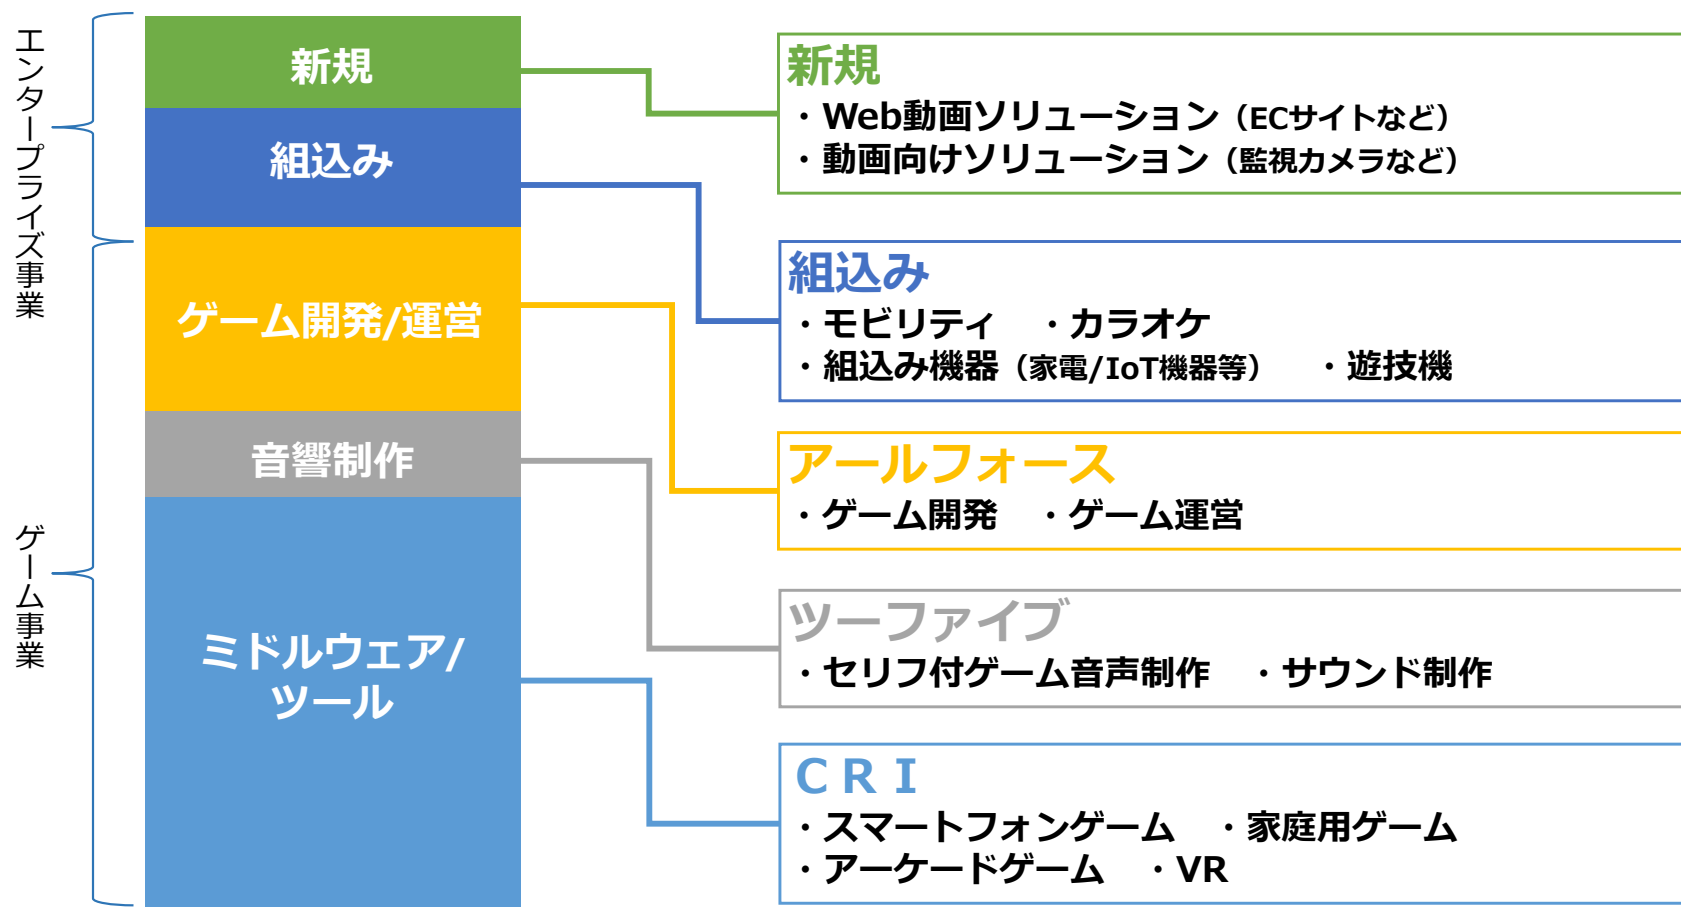 エンタープライズ事業
ゲーム事業
新規
組込み
ゲーム開発/運営
音響制作
ミドルウェア/
ツール
新規
・Web動画ソリューション（ECサイトなど）
・動画向けソリューション（監視カメラなど）
組込み
・モビリティ　・カラオケ
・組込み機器（家電/IoT機器等）　・遊技機
アールフォース
・ゲーム開発　・ゲーム運営
ツーファイブ
・セリフ付ゲーム音声制作　・サウンド制作
ＣＲＩ
・スマートフォンゲーム　・家庭用ゲーム
・アーケードゲーム　・VR